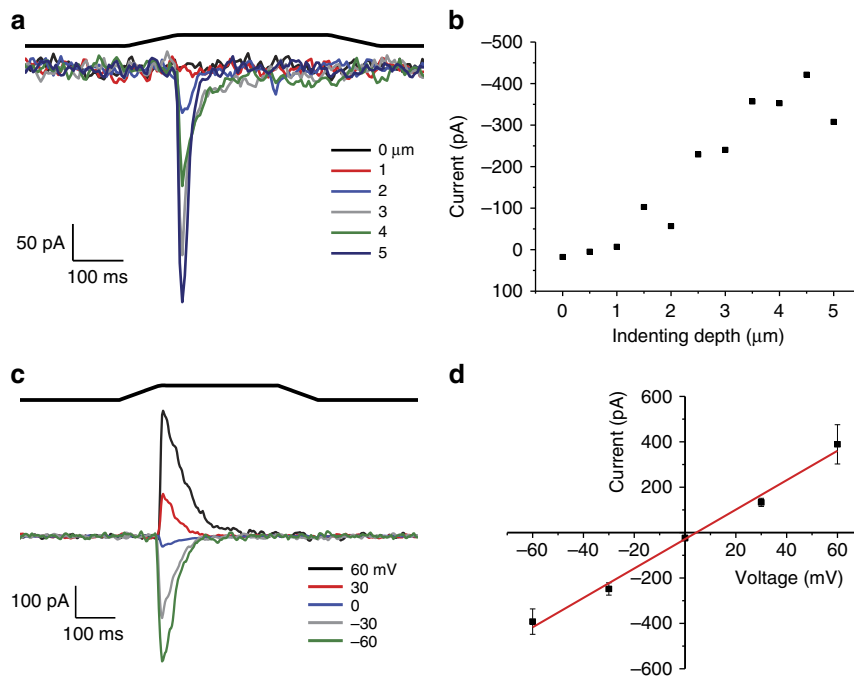 a
0 μm
1
2
3
4
5
50 pA
100 ms
b
−500
−400
−300
−200
−100
0
100
Current (pA)
0 1 2 3 4 5
Indenting depth (μm)
c
60 mV
30
0
−30
−60
100 pA
100 ms
d
600
400
200
−200
−400
−600
Current (pA)
−60 −40 −20 0 20 40 60
Voltage (mV)